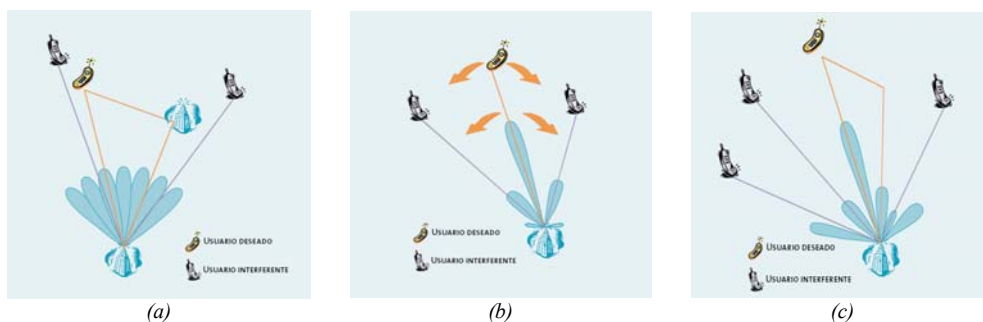 USUARIO DESEADO
USUARIO INTERFERENTE
(a)
USUARIO DESEADO
USUARIO INTERFERENTE
(b)
USUARIO DESEADO
USUARIO INTERFERENTE
(c)